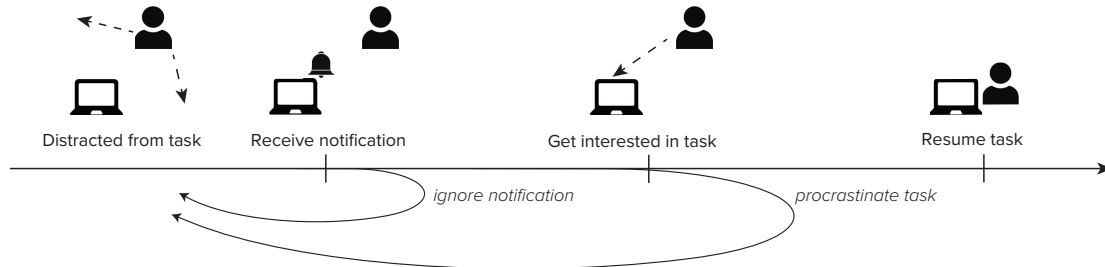 Distracted from task
Receive notification
Get interested in task
Resume task
ignore notification
procrastinate task